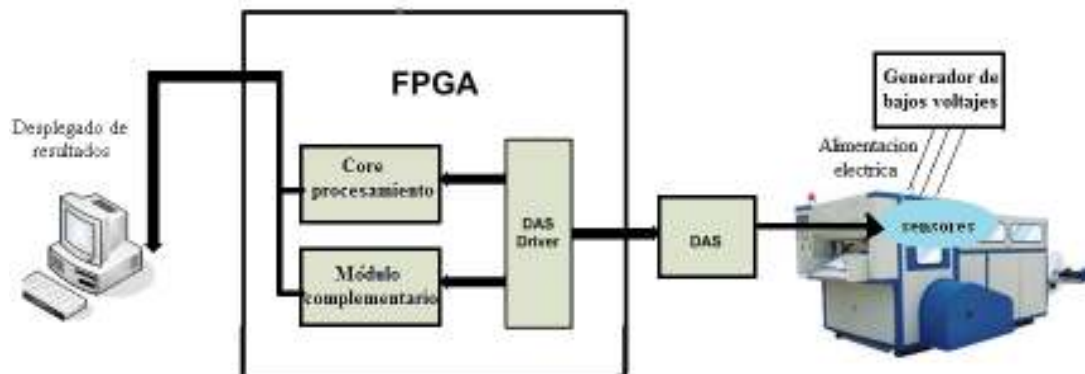 FPGA
Desplegado de
resultados
Core
procesamiento
Módulo
complementario
DAS
Driver
DAS
Generador de
bajos voltajes
Alimentacion
electrica
sensores